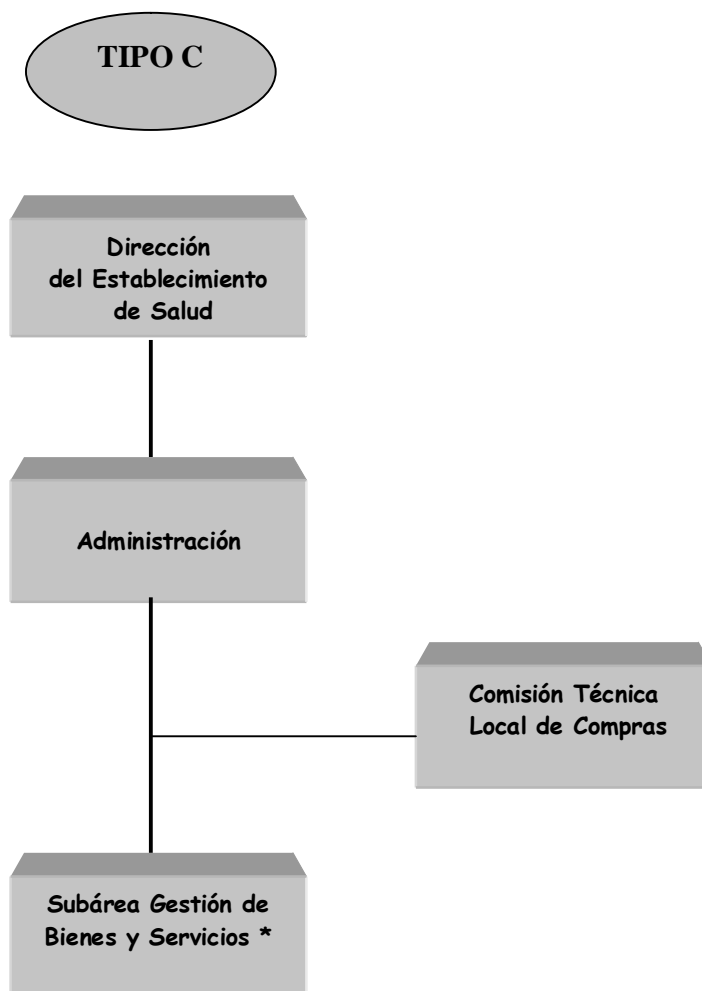 TIPO C
Dirección
del Establecimiento
de Salud
Administración
Comisión Técnica
Local de Compras
Subárea Gestión de
Bienes y Servicios *